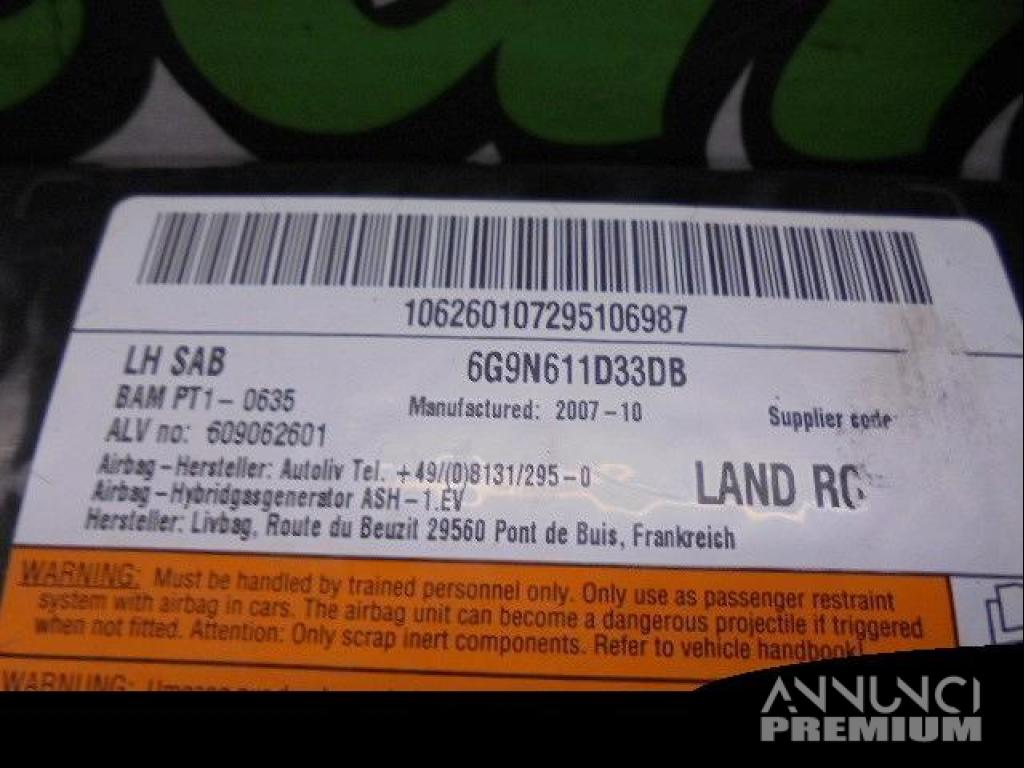 106260107295106987
LH SAB 6G9N611D33DB
BAM PT1-0635 Manufactured: 2007-10 Supplier code
ALV no: 609062601
Airbag-Hersteller: Autoliv Tel. +49/(0)8131/295-0 LAND
Airbag-Hybridgasgenerator ASH-1.EV
Hersteller: Livbag, Route du Beuzit 29560 Pont de Buis, Frankreich
WARNING: Must be handled by trained personnel only. Only use as passenger restraint
system with airbag in cars. The airbag unit can become a dangerous projectile if triggered
when not fitted. Attention: Only scrap inert components. Refer to vehicle handbook!
WARNUNG:
ANNUNCI
PREMIUM